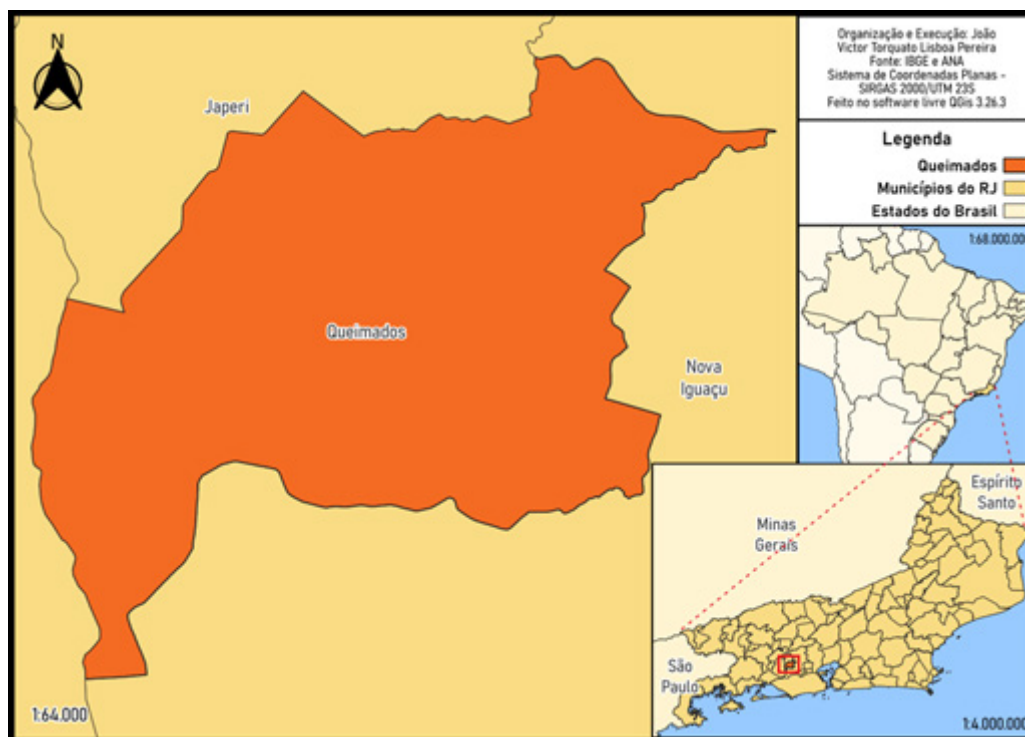 N
Japeri
Queimados
Nova
Iguaçu
1:64.000
Organização e Execução: João
Victor Torquato Lisboa Pereira
Fonte: IBGE e ANA
Sistema de Coordenadas Planas -
SIRGAS 2000/UTM 23S
Feito no software livre QGis 3.26.3
Legenda
Queimados
Municípios do RJ
Estados do Brasil
1:68.000.000
Espírito
Santo
Minas
Gerais
São
Paulo
1:4.000.000